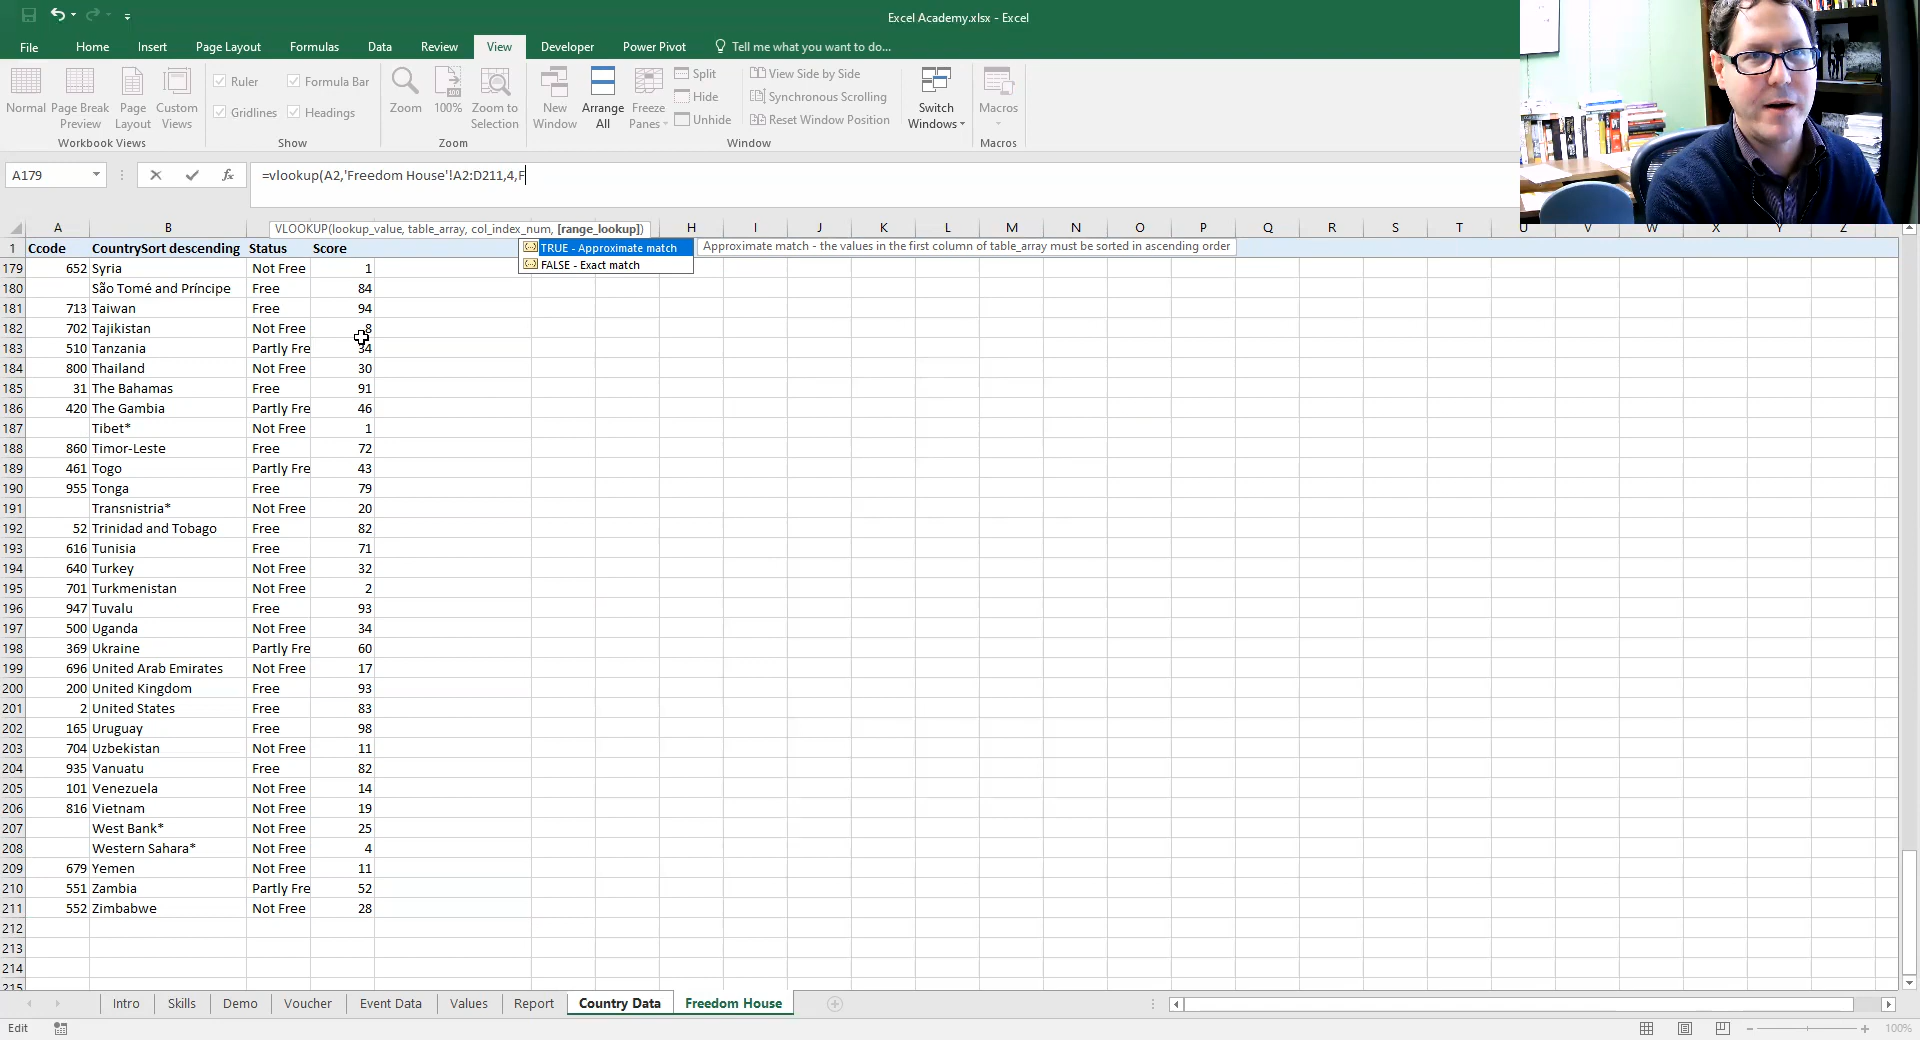 Excel Academy.xlsx - Excel
File Home Insert Page Layout Formulas Data Review View Developer Power Pivot Tell me what you want to do...
Normal
Page Break Preview
Page Layout
Custom Views
Ruler
Formula Bar
Gridlines
Headings
Zoom
100%
Zoom to Selection
New Window
Arrange All
Freeze Panes
Split
Hide
Unhide
View Side by Side
Synchronous Scrolling
Reset Window Position
Switch Windows
Macros
Workbook Views Show Zoom Window Macros
A179 fx =vlookup(A2,'Freedom House'!A2:D211,4,F
VLOOKUP(lookup_value, table_array, col_index_num, [range_lookup])
A B H I J K L M N O P Q R S T U V W X Y Z
1 Ccode CountrySort descending Status Score
TRUE - Approximate match
Approximate match - the values in the first column of table_array must be sorted in ascending order
FALSE - Exact match
179 652 Syria Not Free 1
180 São Tomé and Príncipe Free 84
181 713 Taiwan Free 94
182 702 Tajikistan Not Free 8
183 510 Tanzania Partly Fre 34
184 800 Thailand Not Free 30
185 31 The Bahamas Free 91
186 420 The Gambia Partly Fre 46
187 Tibet* Not Free 1
188 860 Timor-Leste Free 72
189 461 Togo Partly Fre 43
190 955 Tonga Free 79
191 Transnistria* Not Free 20
192 52 Trinidad and Tobago Free 82
193 616 Tunisia Free 71
194 640 Turkey Not Free 32
195 701 Turkmenistan Not Free 2
196 947 Tuvalu Free 93
197 500 Uganda Not Free 34
198 369 Ukraine Partly Fre 60
199 696 United Arab Emirates Not Free 17
200 200 United Kingdom Free 93
201 2 United States Free 83
202 165 Uruguay Free 98
203 704 Uzbekistan Not Free 11
204 935 Vanuatu Free 82
205 101 Venezuela Not Free 14
206 816 Vietnam Not Free 19
207 West Bank* Not Free 25
208 Western Sahara* Not Free 4
209 679 Yemen Not Free 11
210 551 Zambia Partly Fre 52
211 552 Zimbabwe Not Free 28
212
213
214
215
Intro Skills Demo Voucher Event Data Values Report Country Data Freedom House
Edit
100%